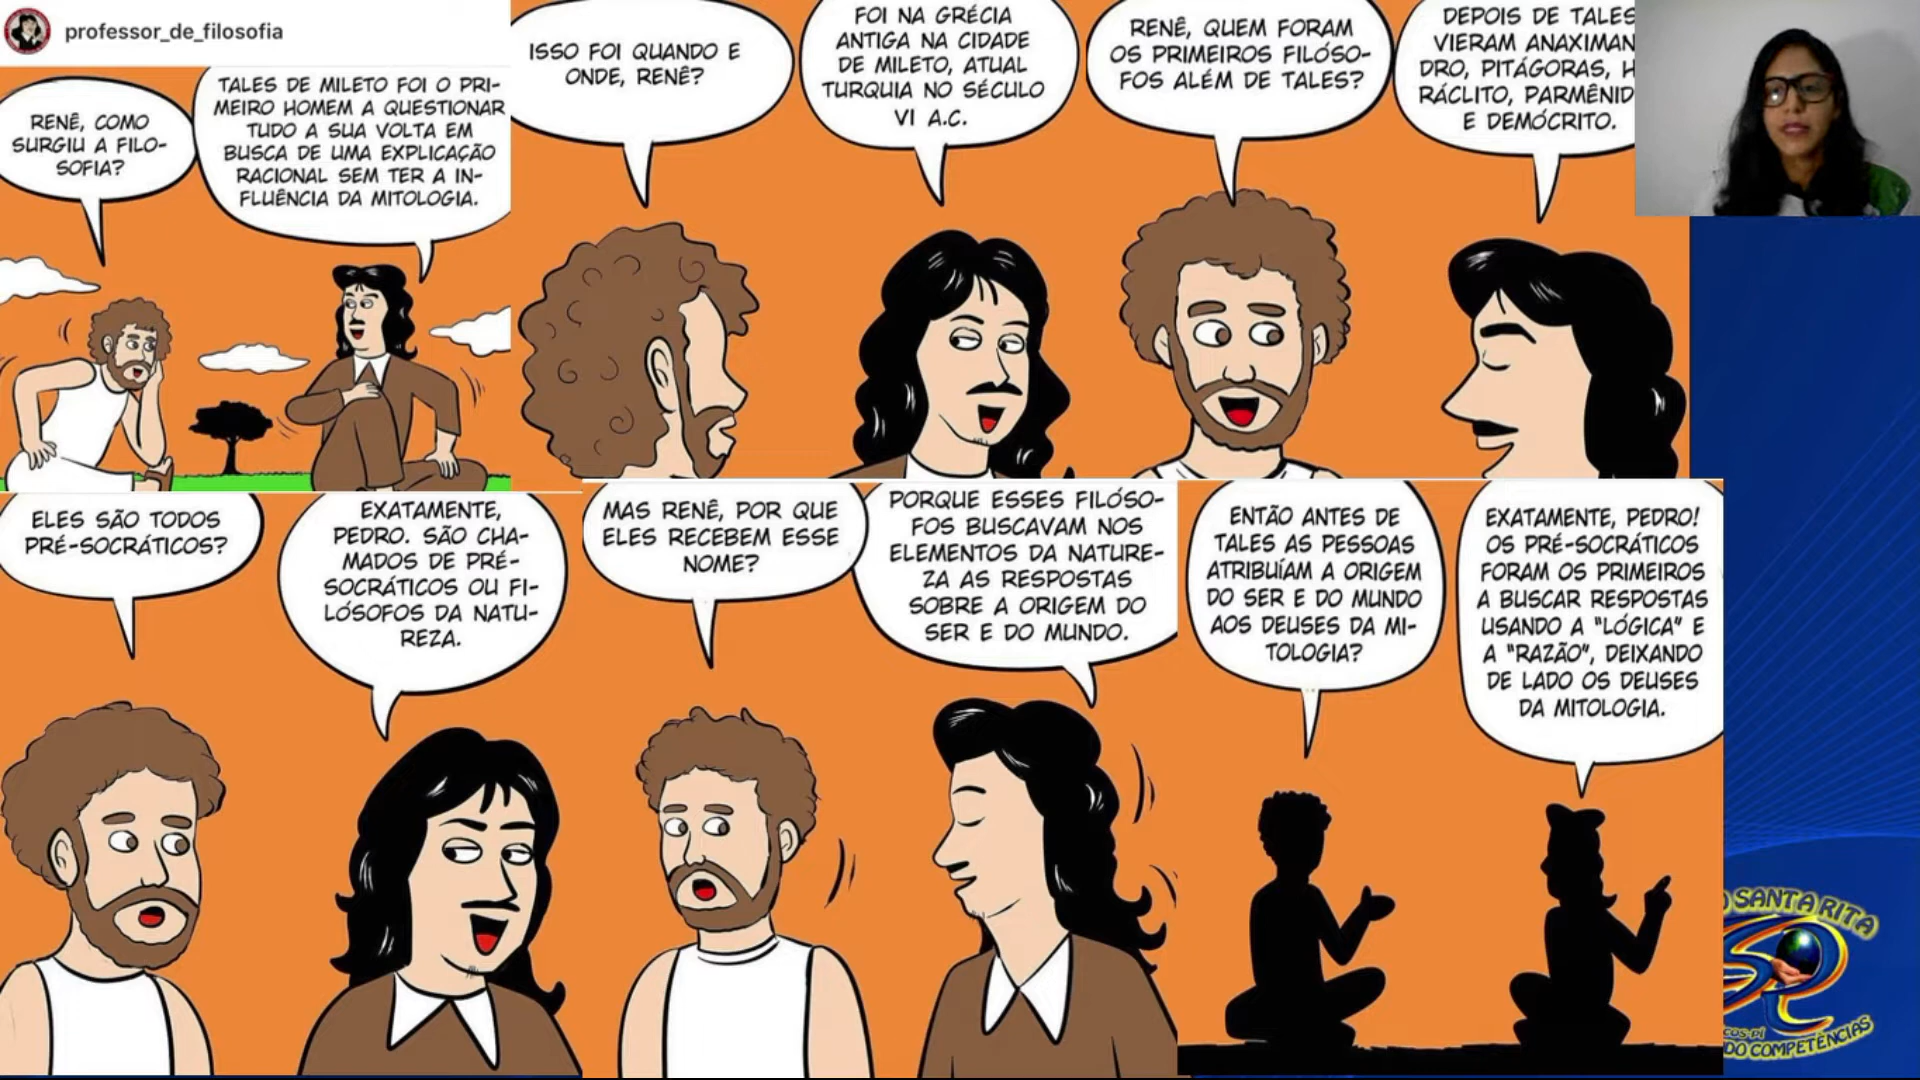 professor_de_filosofia
RENÊ, COMO
SURGIU A FILO-
SOFIA?
TALES DE MILETO FOI O PRI-
MEIRO HOMEM A QUESTIONAR
TUDO A SUA VOLTA EM
BUSCA DE UMA EXPLICAÇÃO
RACIONAL SEM TER A IN-
FLUÊNCIA DA MITOLOGIA.
ISSO FOI QUANDO E
ONDE, RENÊ?
FOI NA GRÉCIA
ANTIGA NA CIDADE
DE MILETO, ATUAL
TURQUIA NO SÉCULO
VI A.C.
RENÊ, QUEM FORAM
OS PRIMEIROS FILÓSO-
FOS ALÉM DE TALES?
DEPOIS DE TALES
VIERAM ANAXIMAN
DRO, PITÁGORAS, H
RÁCLITO, PARMÊNID
E DEMÓCRITO.
ELES SÃO TODOS
PRÉ-SOCRÁTICOS?
EXATAMENTE,
PEDRO. SÃO CHA-
MADOS DE PRÉ-
SOCRÁTICOS OU FI-
LÓSOFOS DA NATU-
REZA.
MAS RENÊ, POR QUE
ELES RECEBEM ESSE
NOME?
PORQUE ESSES FILÓSO-
FOS BUSCAVAM NOS
ELEMENTOS DA NATURE-
ZA AS RESPOSTAS
SOBRE A ORIGEM DO
SER E DO MUNDO.
ENTÃO ANTES DE
TALES AS PESSOAS
ATRIBUÍAM A ORIGEM
DO SER E DO MUNDO
AOS DEUSES DA MI-
TOLOGIA?
EXATAMENTE, PEDRO!
OS PRÉ-SOCRÁTICOS
FORAM OS PRIMEIROS
A BUSCAR RESPOSTAS
USANDO A "LÓGICA" E
A "RAZÃO", DEIXANDO
DE LADO OS DEUSES
DA MITOLOGIA.
SANTA RITA
DO COMPETÊNCIAS